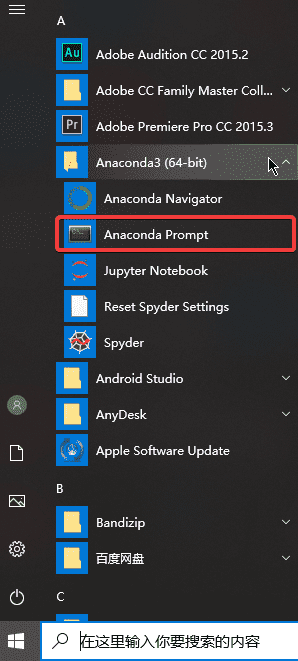 A
Au
Adobe Audition CC 2015.2
Adobe CC Family Master Coll...
Pr
Adobe Premiere Pro CC 2015.3
Anaconda3 (64-bit)
Anaconda Navigator
Anaconda Prompt
Jupyter Notebook
Reset Spyder Settings
Spyder
Android Studio
AnyDesk
Apple Software Update
B
Bandizip
百度网盘
C
在这里输入你要搜索的内容